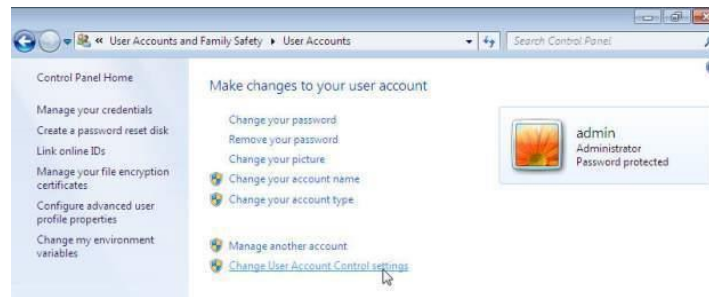 « User Accounts and Family Safety ▸ User Accounts
Search Control Panel
Control Panel Home
Manage your credentials
Create a password reset disk
Link online IDs
Manage your file encryption
certificates
Configure advanced user
profile properties
Change my environment
variables
Make changes to your user account
Change your password
Remove your password
Change your picture
Change your account name
Change your account type
Manage another account
Change User Account Control settings
admin
Administrator
Password protected